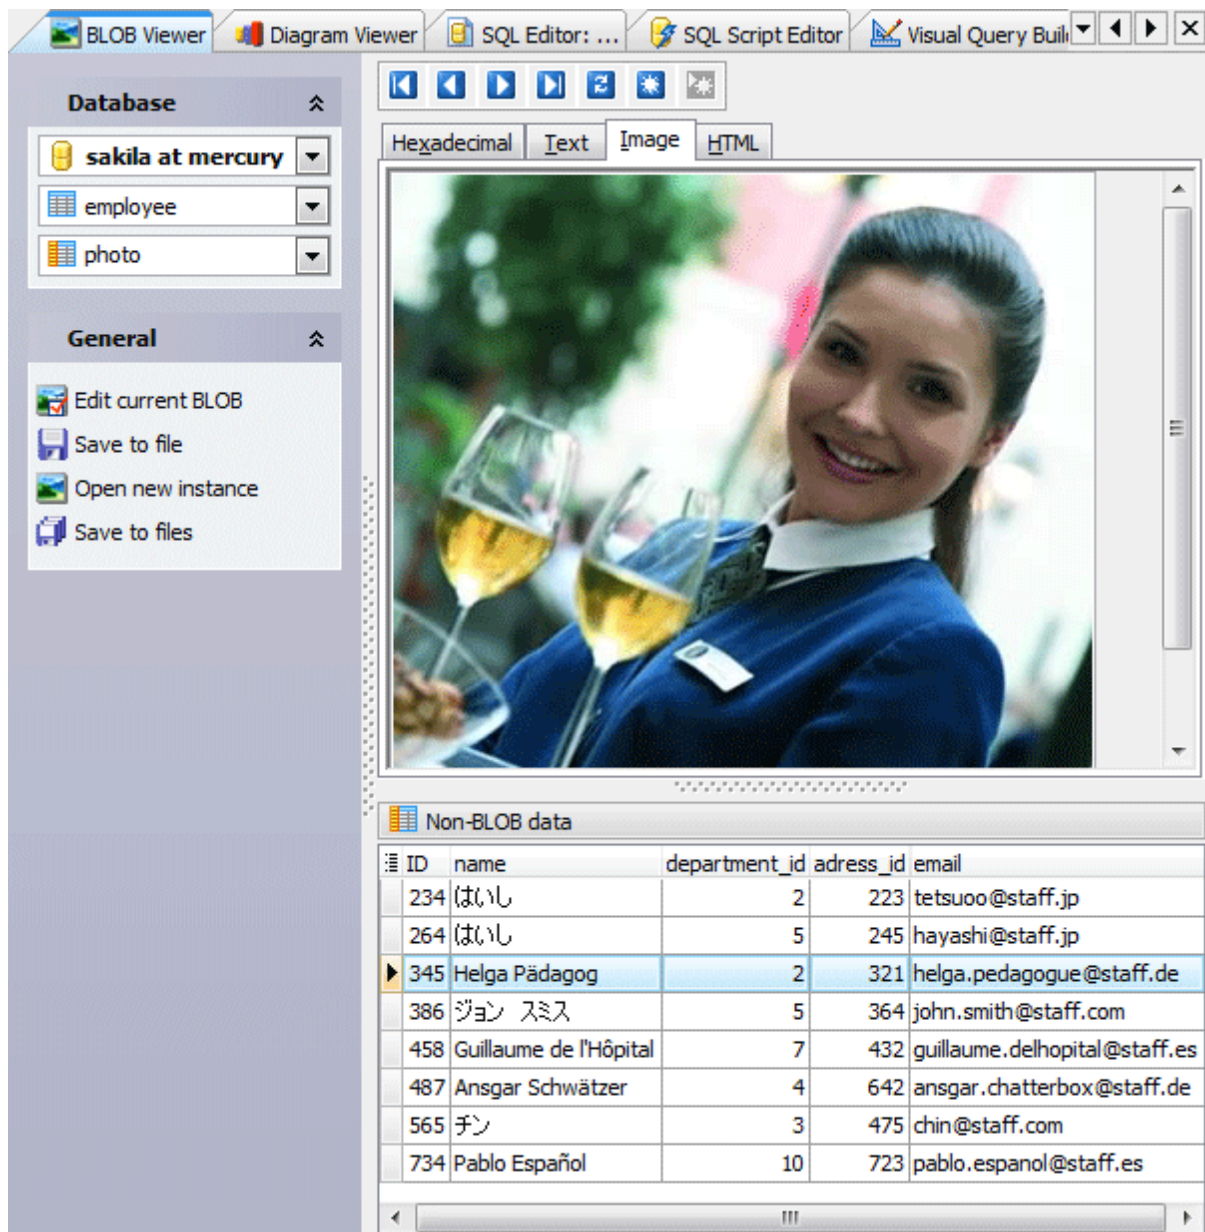 BLOB Viewer Diagram Viewer SQL Editor: ... SQL Script Editor Visual Query Buil
Database
sakila at mercury
employee
photo
General
Edit current BLOB
Save to file
Open new instance
Save to files
Hexadecimal Text Image HTML
Non-BLOB data
ID name department_id adress_id email
234 はいし 2 223 tetsuoo@staff.jp
264 はいし 5 245 hayashi@staff.jp
345 Helga Pädagog 2 321 helga.pedagogue@staff.de
386 ジョン スミス 5 364 john.smith@staff.com
458 Guillaume de l'Hôpital 7 432 guillaume.delhopital@staff.es
487 Ansgar Schwätzer 4 642 ansgar.chatterbox@staff.de
565 チン 3 475 chin@staff.com
734 Pablo Español 10 723 pablo.espanol@staff.es